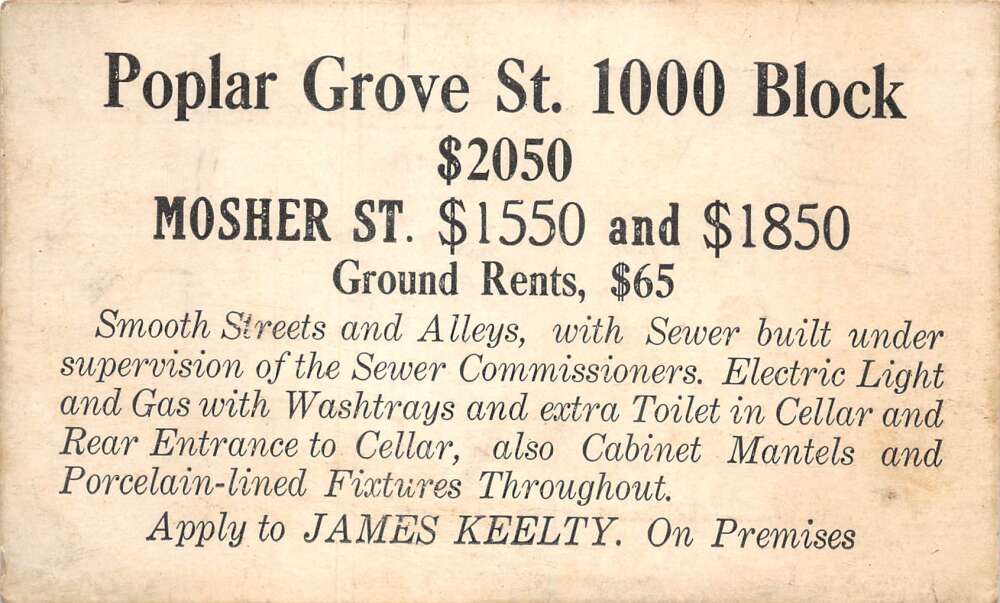 Poplar Grove St. 1000 Block
$2050
MOSHER ST. $1550 and $1850
Ground Rents, $65
Smooth Streets and Alleys, with Sewer built under
supervision of the Sewer Commissioners. Electric Light
and Gas with Washtrays and extra Toilet in Cellar and
Rear Entrance to Cellar, also Cabinet Mantels and
Porcelain-lined Fixtures Throughout.
Apply to JAMES KEELTY. On Premises